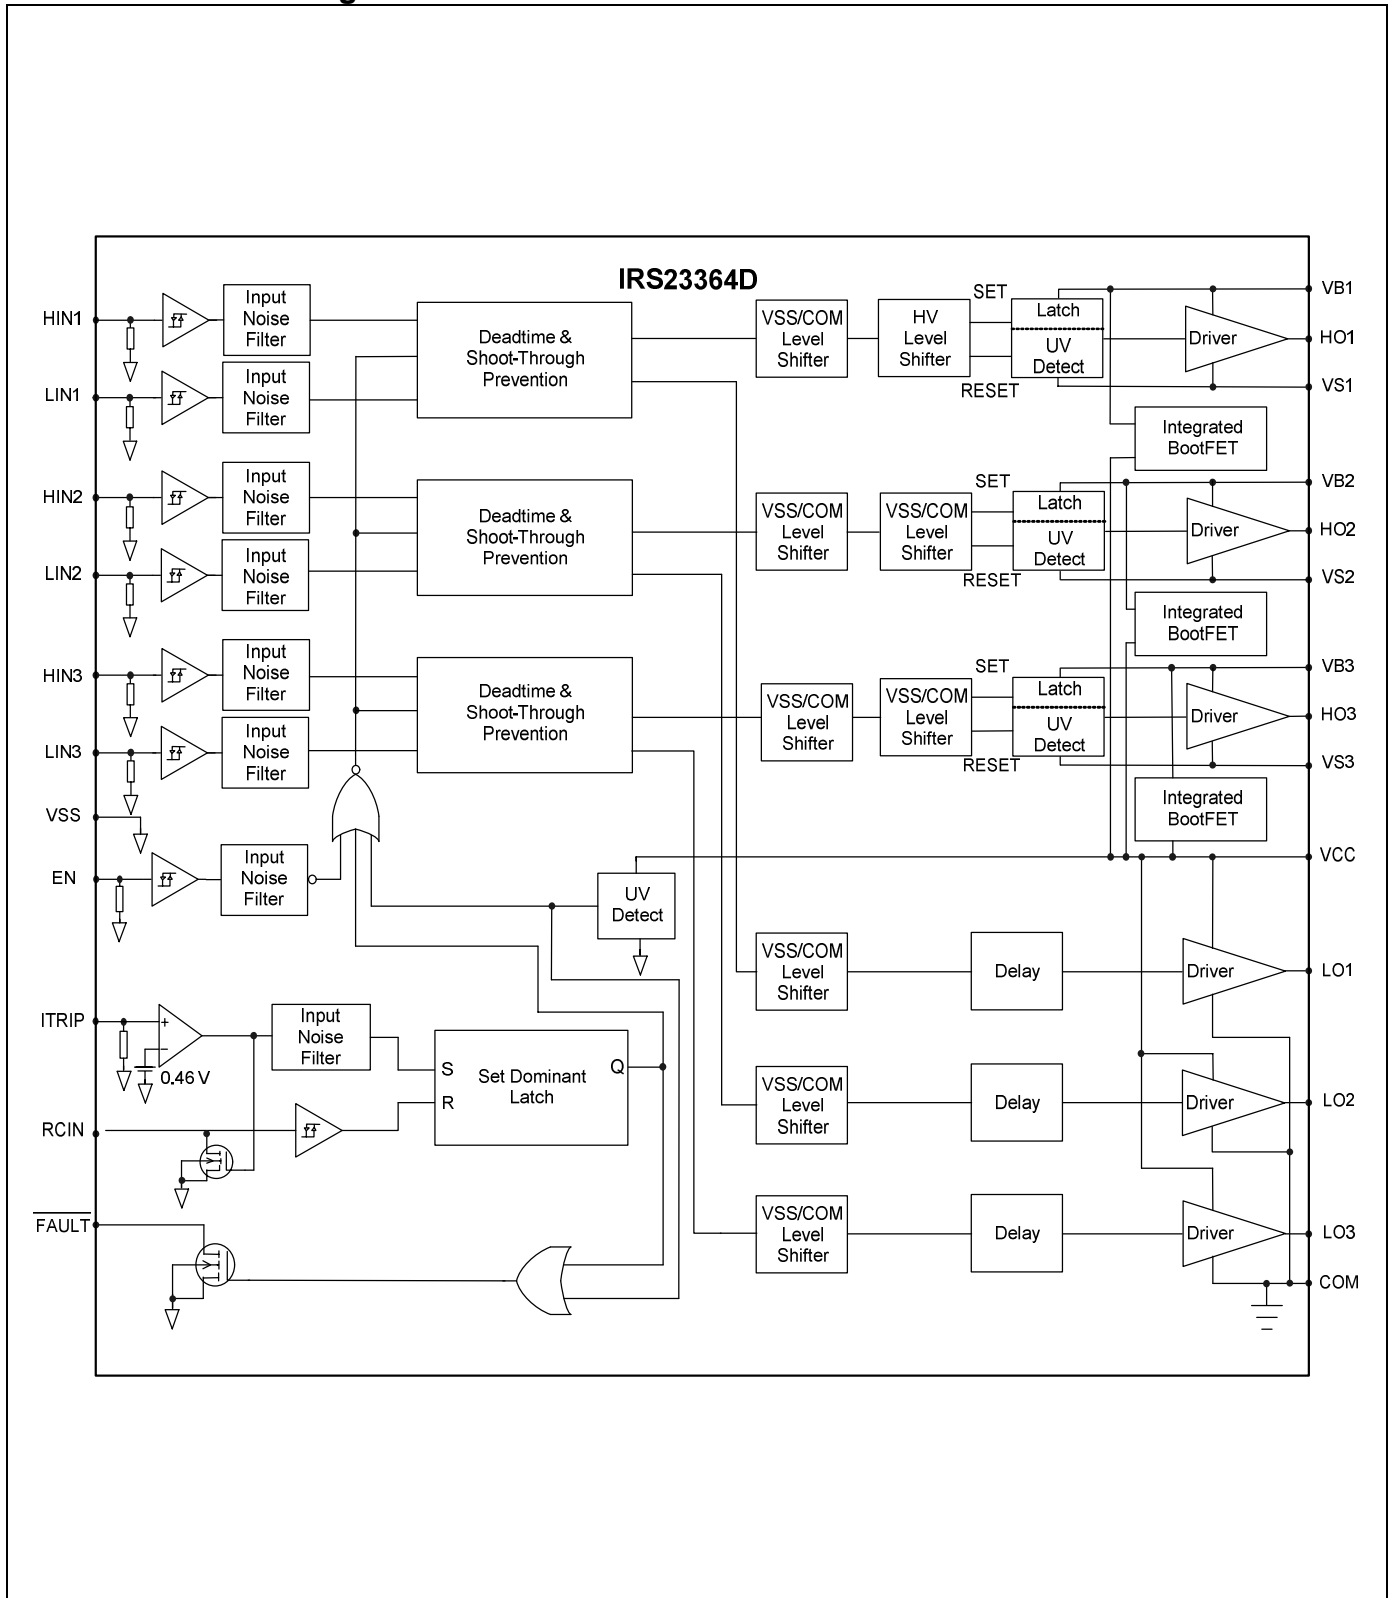 g
IRS23364D
HIN1
Input
Noise
Filter
Deadtime &
Shoot-Through
Prevention
VSS/COM
Level
Shifter
HV
Level
Shifter
SET
RESET
Latch
UV
Detect
Driver
VB1
HO1
VS1
LIN1
Input
Noise
Filter
Integrated
BootFET
HIN2
Input
Noise
Filter
Deadtime &
Shoot-Through
Prevention
VSS/COM
Level
Shifter
VSS/COM
Level
Shifter
SET
RESET
Latch
UV
Detect
Driver
VB2
HO2
VS2
LIN2
Input
Noise
Filter
Integrated
BootFET
HIN3
Input
Noise
Filter
Deadtime &
Shoot-Through
Prevention
VSS/COM
Level
Shifter
VSS/COM
Level
Shifter
SET
RESET
Latch
UV
Detect
Driver
VB3
HO3
VS3
LIN3
Input
Noise
Filter
Integrated
BootFET
VSS
VCC
EN
Input
Noise
Filter
UV
Detect
VSS/COM
Level
Shifter
Delay
Driver
LO1
ITRIP
+
–
0.46 V
Input
Noise
Filter
S
R
Q
Set Dominant
Latch
VSS/COM
Level
Shifter
Delay
Driver
LO2
RCIN
FAULT
VSS/COM
Level
Shifter
Delay
Driver
LO3
COM